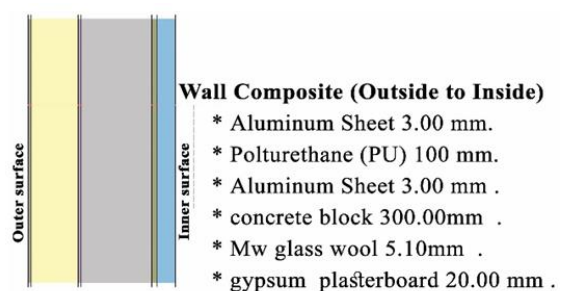 Wall Composite (Outside to Inside)
* Aluminum Sheet 3.00 mm.
* Polturethane (PU) 100 mm.
* Aluminum Sheet 3.00 mm .
* concrete block 300.00mm .
* Mw glass wool 5.10mm .
* gypsum plasterboard 20.00 mm .
Outer surface
Inner surface